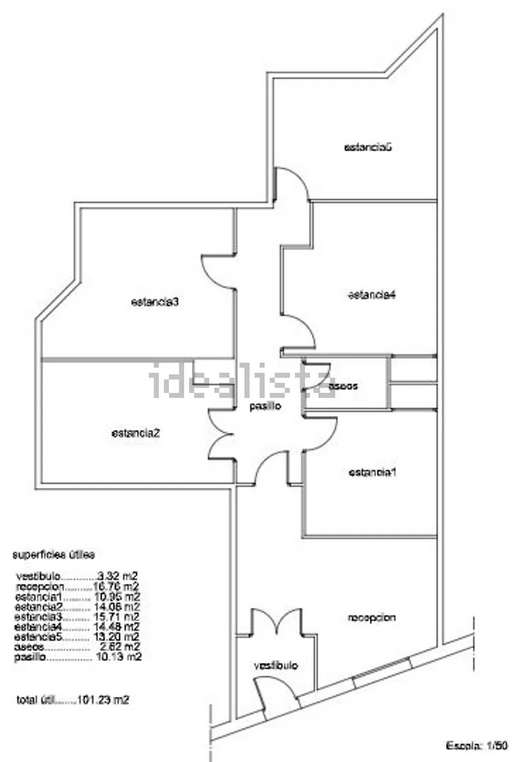 estancia5
estancia3
estancia4
idealista
aseos
pasillo
estancia2
estancia1
superficies útiles
vestibulo............3.32 m2
recepcion.........16.76 m2
estancia1......... 10.95 m2
estancia2......... 14.06 m2
estancia3......... 15.71 m2
estancia4......... 14.48 m2
estancia5......... 13.20 m2
aseos................ 2.62 m2
pasillo.............. 10.13 m2
total útil........101.23 m2
recepcion
vestibulo
Escala: 1/50